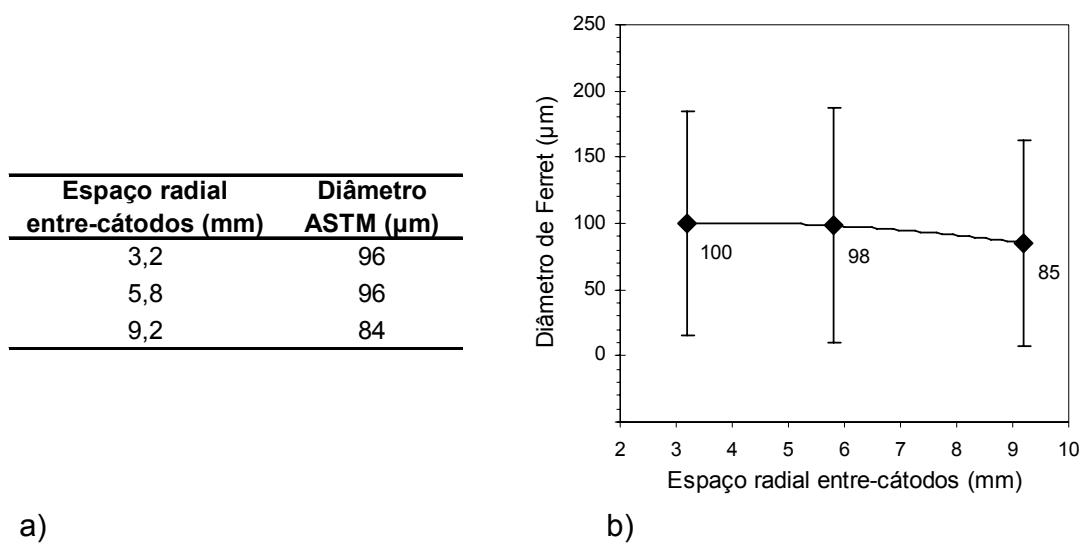 Espaço radial entre-cátodos (mm)
Diâmetro ASTM (µm)
3,2 96
5,8 96
9,2 84
a)
250
200
150
100
50
0
Diâmetro de Ferret (µm)
100
98
85
2 3 4 5 6 7 8 9 10
Espaço radial entre-cátodos (mm)
b)